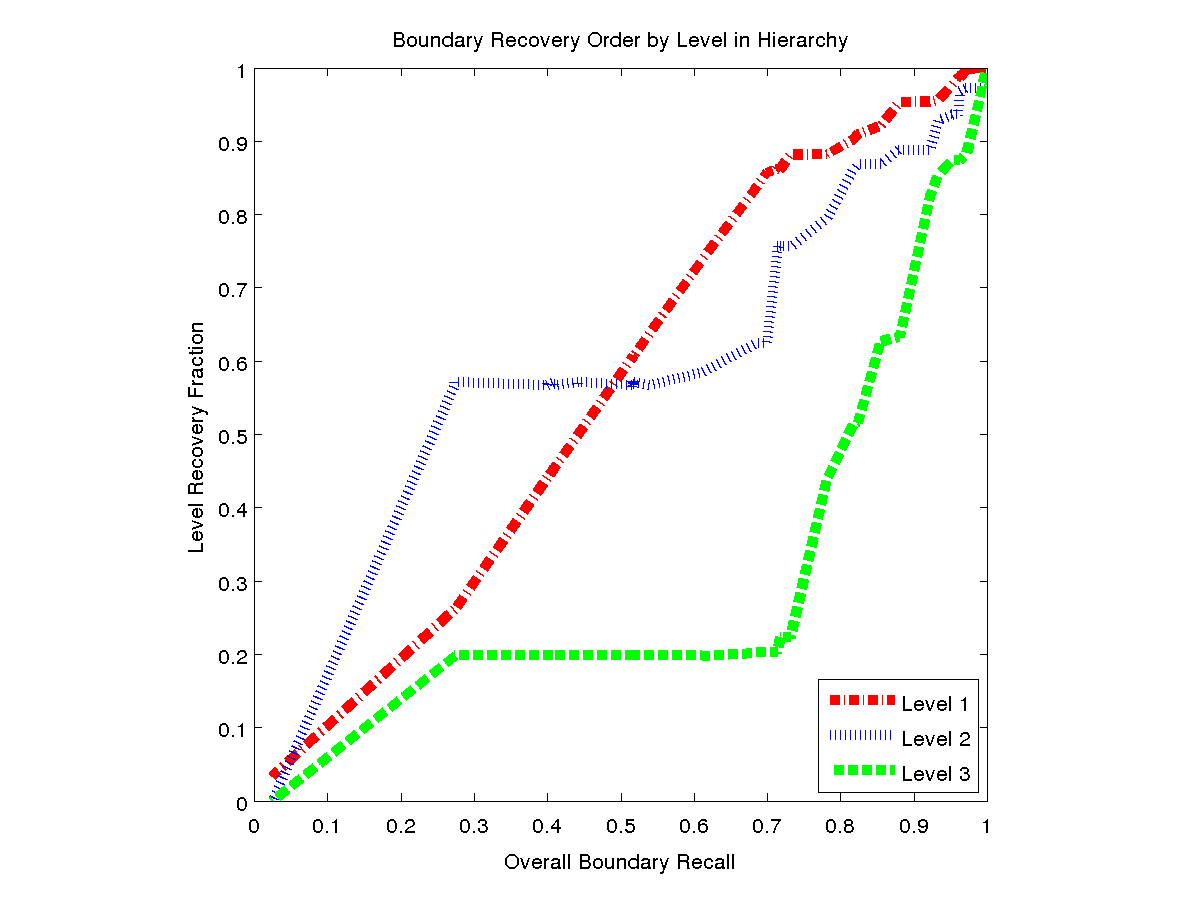 Boundary Recovery Order by Level in Hierarchy
Level Recovery Fraction
1
0.9
0.8
0.7
0.6
0.5
0.4
0.3
0.2
0.1
0
Level 1
Level 2
Level 3
0 0.1 0.2 0.3 0.4 0.5 0.6 0.7 0.8 0.9 1
Overall Boundary Recall